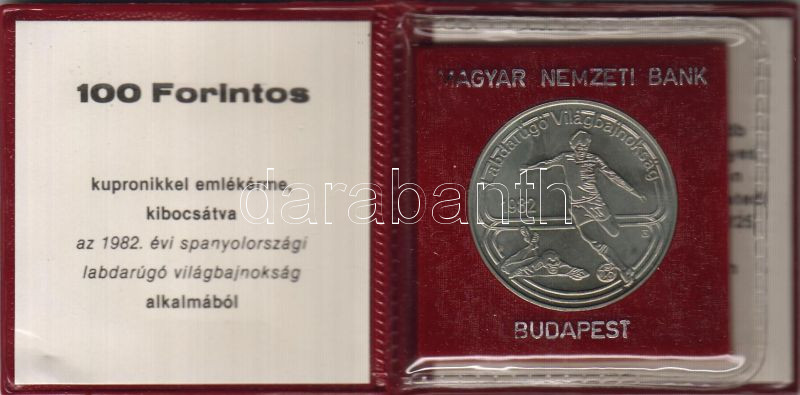 100 Forintos
kupronikkel emlékérme,
kibocsátva
az 1982. évi spanyolországi
labdarúgó világbajnokság
alkalmából
darabanth
MAGYAR NEMZETI BANK
Labdarúgó Világbajnokság
1982
BUDAPEST